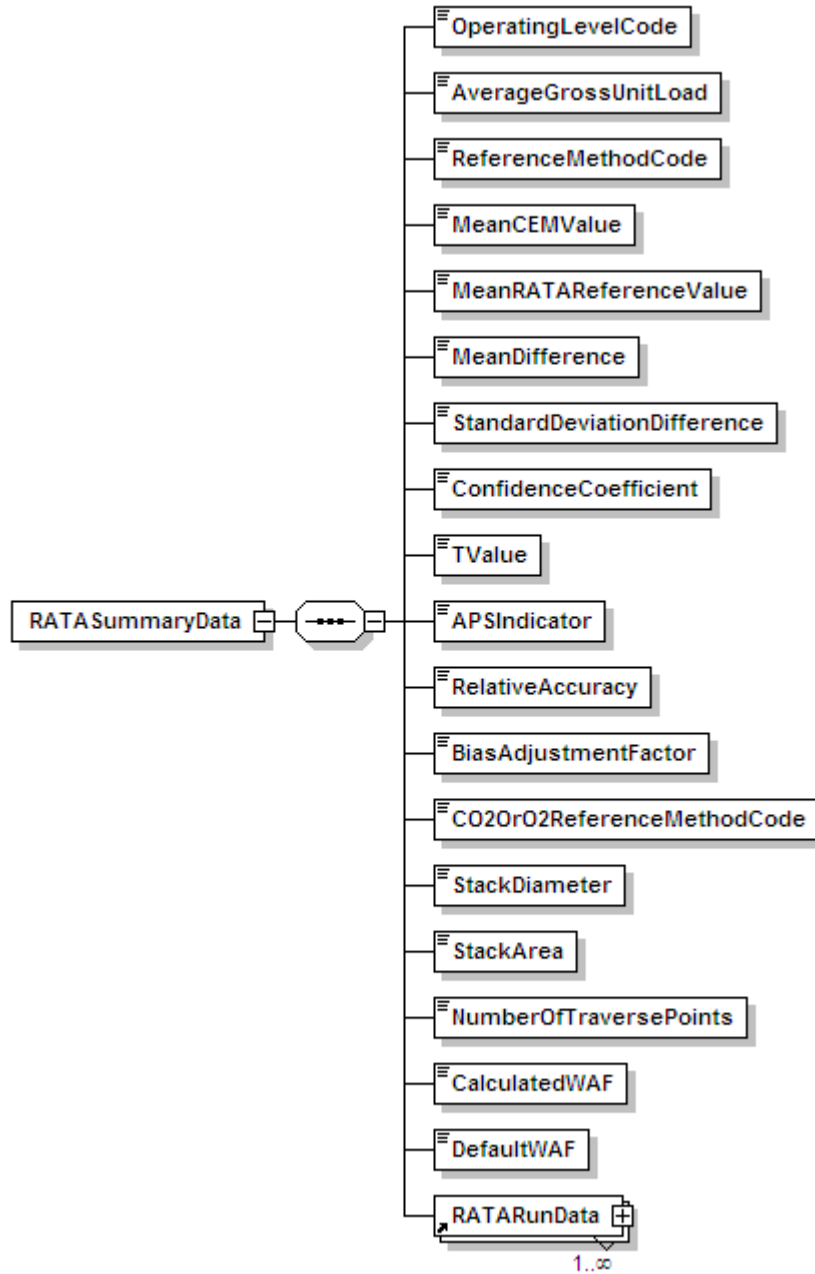 OperatingLevelCode
AverageGrossUnitLoad
ReferenceMethodCode
MeanCEMValue
MeanRATAReferenceValue
MeanDifference
StandardDeviationDifference
ConfidenceCoefficient
TValue
RATASummaryData
APSIndicator
RelativeAccuracy
BiasAdjustmentFactor
CO2OrO2ReferenceMethodCode
StackDiameter
StackArea
NumberOfTraversePoints
CalculatedWAF
DefaultWAF
RATARunData
1..∞